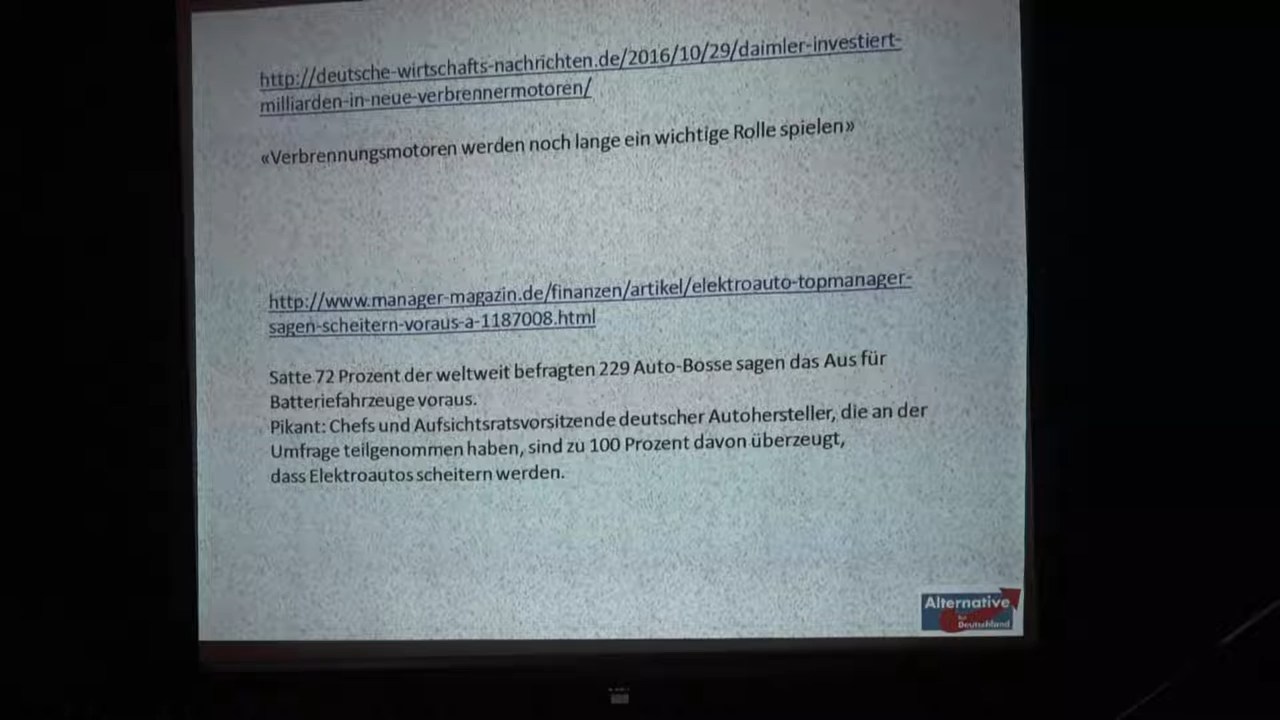 http://deutsche-wirtschafts-nachrichten.de/2016/10/29/daimler-investiert-
milliarden-in-neue-verbrennermotoren/
«Verbrennungsmotoren werden noch lange ein wichtige Rolle spielen»
http://www.manager-magazin.de/finanzen/artikel/elektroauto-topmanager-
sagen-scheitern-voraus-a-1187008.html
Satte 72 Prozent der weltweit befragten 229 Auto-Bosse sagen das Aus für
Batteriefahrzeuge voraus.
Pikant: Chefs und Aufsichtsratsvorsitzende deutscher Autohersteller, die an der
Umfrage teilgenommen haben, sind zu 100 Prozent davon überzeugt,
dass Elektroautos scheitern werden.
Alternative
für
Deutschland